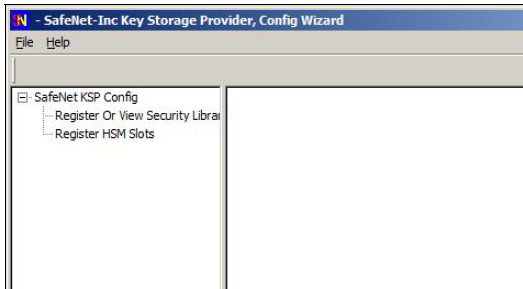 - SafeNet-Inc Key Storage Provider, Config Wizard
File Help
SafeNet KSP Config
Register Or View Security Librar
Register HSM Slots